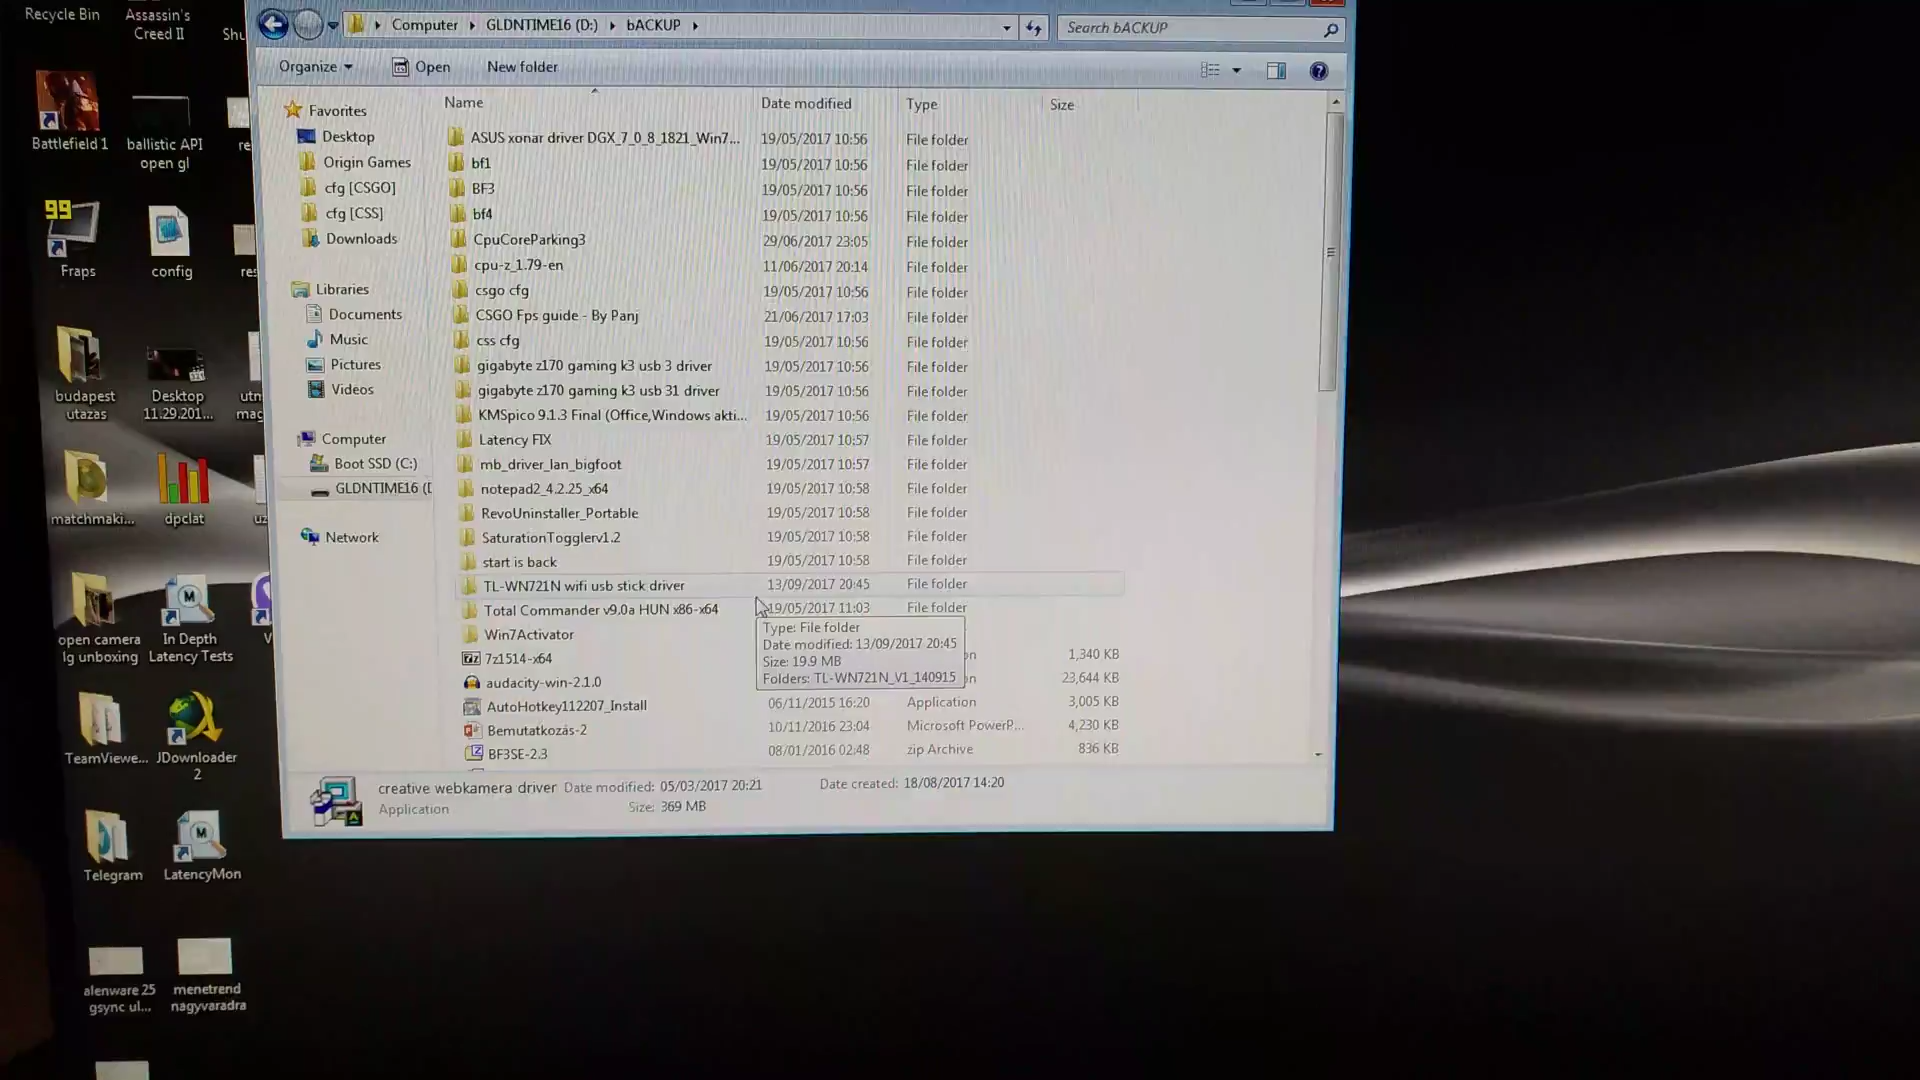 Recycle Bin
Assassin's
Creed II
Battlefield 1
ballistic API
open gl
99
Fraps
config
budapest
utazas
Desktop
11.29.201...
matchmaki...
dpclat
open camera
lg unboxing
In Depth
Latency Tests
TeamViewe...
JDownloader
2
Telegram
LatencyMon
alenware 25
gsync ul...
menetrend
nagyvaradra
Computer GLDNTIME16 (D:) bACKUP
Search bACKUP
Organize Open New folder
Name Date modified Type Size
Favorites
Desktop
Origin Games
cfg [CSGO]
cfg [CSS]
Downloads
Libraries
Documents
Music
Pictures
Videos
Computer
Boot SSD (C:)
GLDNTIME16 (D
Network
ASUS xonar driver DGX_7_0_8_1821_Win7... 19/05/2017 10:56 File folder
bf1 19/05/2017 10:56 File folder
BF3 19/05/2017 10:56 File folder
bf4 19/05/2017 10:56 File folder
CpuCoreParking3 29/06/2017 23:05 File folder
cpu-z_1.79-en 11/06/2017 20:14 File folder
csgo cfg 19/05/2017 10:56 File folder
CSGO Fps guide - By Panj 21/06/2017 17:03 File folder
css cfg 19/05/2017 10:56 File folder
gigabyte z170 gaming k3 usb 3 driver 19/05/2017 10:56 File folder
gigabyte z170 gaming k3 usb 31 driver 19/05/2017 10:56 File folder
KMSpico 9.1.3 Final (Office,Windows akti... 19/05/2017 10:56 File folder
Latency FIX 19/05/2017 10:57 File folder
mb_driver_lan_bigfoot 19/05/2017 10:57 File folder
notepad2_4.2.25_x64 19/05/2017 10:58 File folder
RevoUninstaller_Portable 19/05/2017 10:58 File folder
SaturationTogglerv1.2 19/05/2017 10:58 File folder
start is back 19/05/2017 10:58 File folder
TL-WN721N wifi usb stick driver 13/09/2017 20:45 File folder
Total Commander v9.0a HUN x86-x64 19/05/2017 11:03 File folder
Win7Activator
7z1514-x64 1,340 KB
audacity-win-2.1.0 23,644 KB
AutoHotkey112207_Install 06/11/2015 16:20 Application 3,005 KB
Bemutatkozás-2 10/11/2016 23:04 Microsoft PowerP... 4,230 KB
BF3SE-2.3 08/01/2016 02:48 zip Archive 836 KB
Type: File folder
Date modified: 13/09/2017 20:45
Size: 19.9 MB
Folders: TL-WN721N_V1_140915
creative webkamera driver Date modified: 05/03/2017 20:21 Date created: 18/08/2017 14:20
Application Size: 369 MB